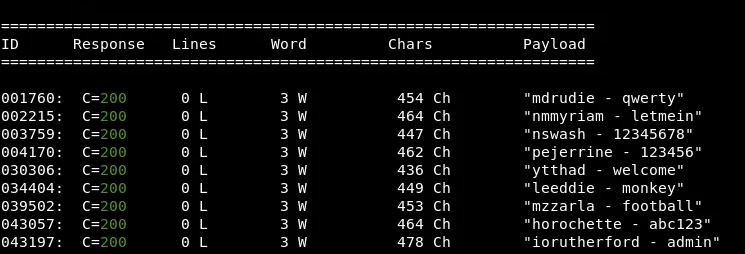 ==================================================================
ID Response Lines Word Chars Payload
==================================================================
001760: C=200 0 L 3 W 454 Ch "mdrudie - qwerty"
002215: C=200 0 L 3 W 464 Ch "nmmyriam - letmein"
003759: C=200 0 L 3 W 447 Ch "nswash - 12345678"
004170: C=200 0 L 3 W 462 Ch "pejerrine - 123456"
030306: C=200 0 L 3 W 436 Ch "ytthad - welcome"
034404: C=200 0 L 3 W 449 Ch "leeddie - monkey"
039502: C=200 0 L 3 W 453 Ch "mzzarla - football"
043057: C=200 0 L 3 W 464 Ch "horochette - abc123"
043197: C=200 0 L 3 W 478 Ch "iorutherford - admin"